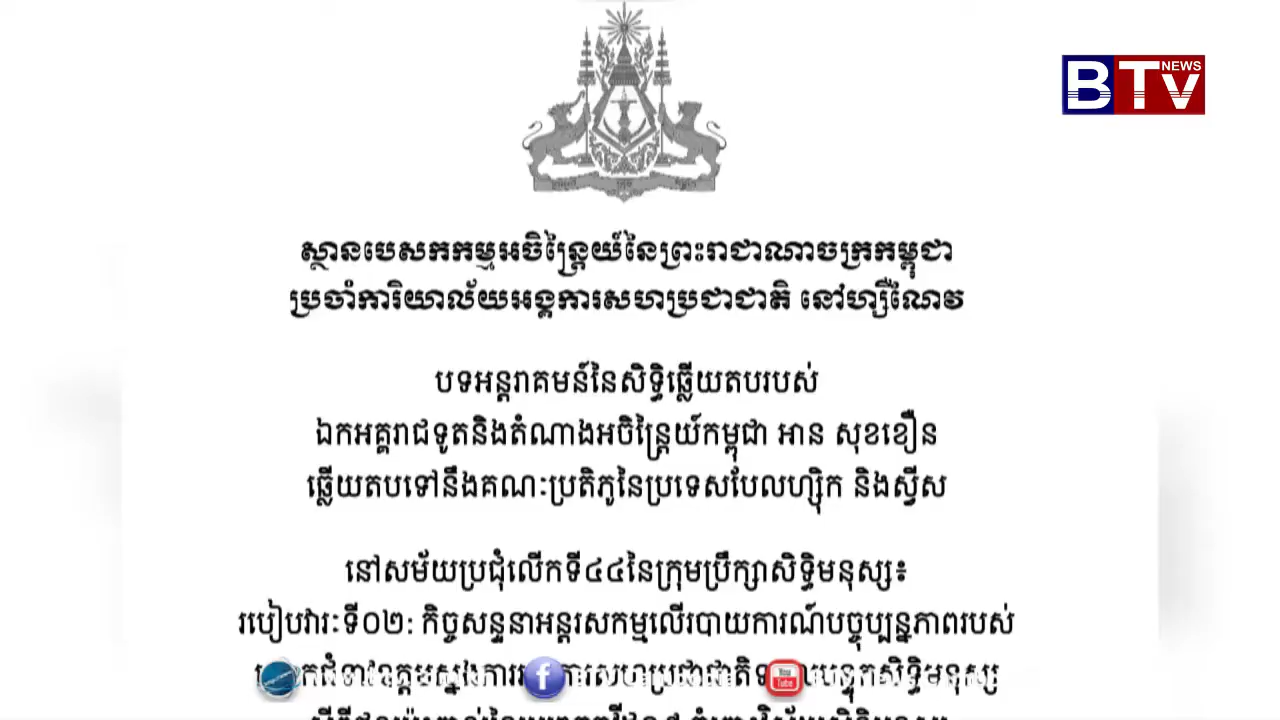 BTV NEWS
ស្ថានបេសកកម្មអចិន្ត្រៃយ៍នៃព្រះរាជាណាចក្រកម្ពុជា
ប្រចាំការិយាល័យអង្គការសហប្រជាជាតិ នៅហ្សឺណែវ
បទអន្តរាគមន៍នៃសិទ្ធិឆ្លើយតបរបស់
ឯកអគ្គរាជទូតនិងតំណាងអចិន្ត្រៃយ៍កម្ពុជា អាន សុខខឿន
ឆ្លើយតបទៅនឹងគណៈប្រតិភូនៃប្រទេសបែលហ្ស៊ិក និងស្វីស
នៅសម័យប្រជុំលើកទី៤៤នៃក្រុមប្រឹក្សាសិទ្ធិមនុស្ស៖
របៀបវារៈទី០២: កិច្ចសន្ទនាអន្តរសកម្មលើរបាយការណ៍បច្ចុប្បន្នភាពរបស់
សិទ្ធិមនុស្ស